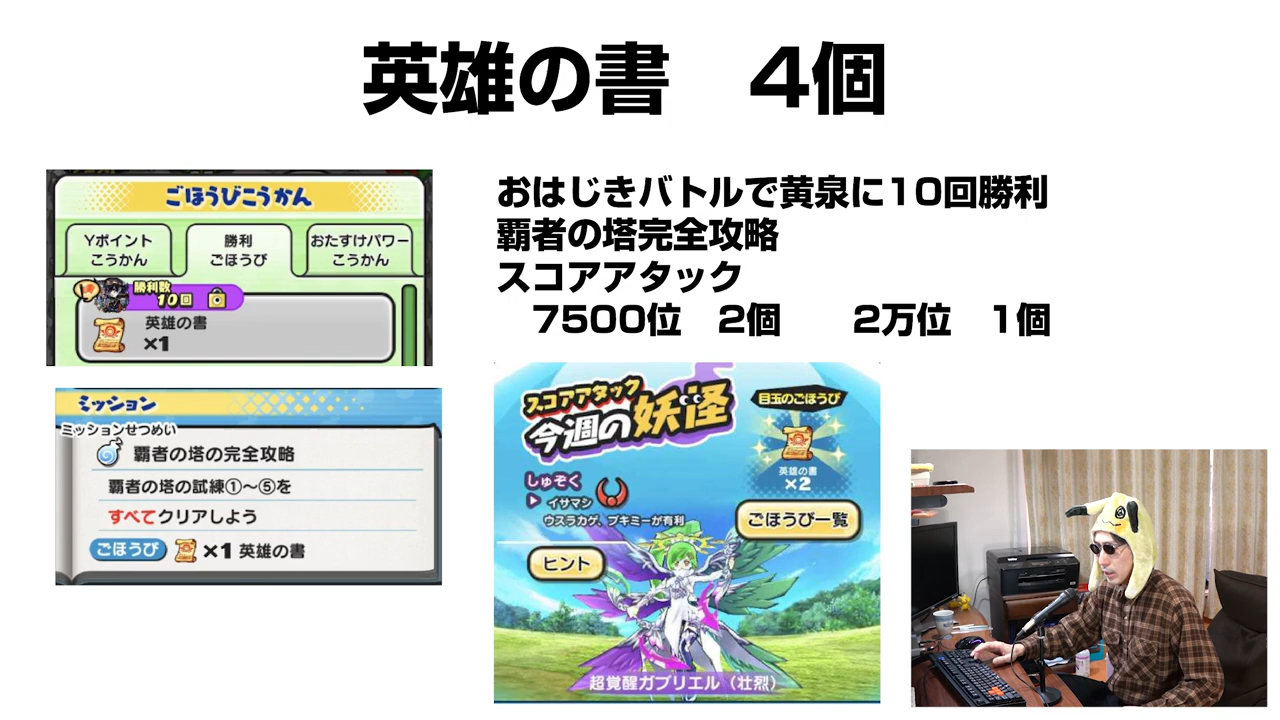 英雄の書　4個
ごほうびこうかん
Yポイント
こうかん
勝利
ごほうび
おたすけパワー
こうかん
勝利数
10回
英雄の書
×1
ミッション
ミッションせつめい
覇者の塔の完全攻略
覇者の塔の試練①～⑤を
すべてクリアしよう
ごほうび ×1 英雄の書
おはじきバトルで黄泉に10回勝利
覇者の塔完全攻略
スコアアタック
7500位　2個　　2万位　1個
スコアアタック
今週の妖怪
目玉のごほうび
英雄の書
×2
しゅぞく
イサマシ
ウスラカゲ、ブキミーが有利
ごほうび一覧
ヒント
超覚醒ガブリエル（壮烈）